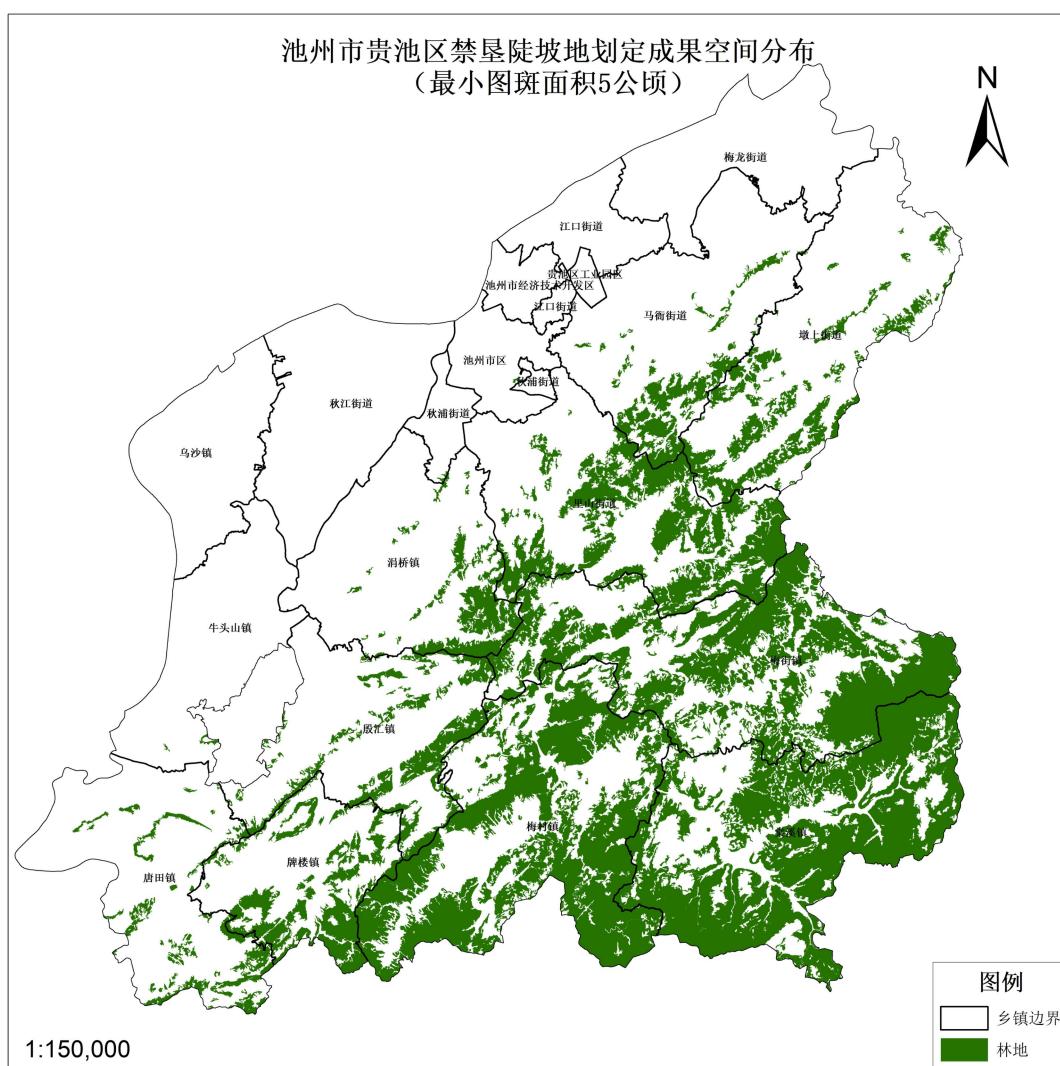 池州市贵池区禁垦陡坡地划定成果空间分布
（最小图斑面积5公顷）
N
梅龙街道
江口街道
贵池区工业园区
池州市经济技术开发区
江口街道
马衙街道
墩上街道
池州市区
秋浦街道
秋江街道
秋浦街道
乌沙镇
里山街道
涓桥镇
牛头山镇
梅街镇
殷汇镇
梅村镇
牌楼镇
唐田镇
图例
乡镇边界
林地
1:150,000